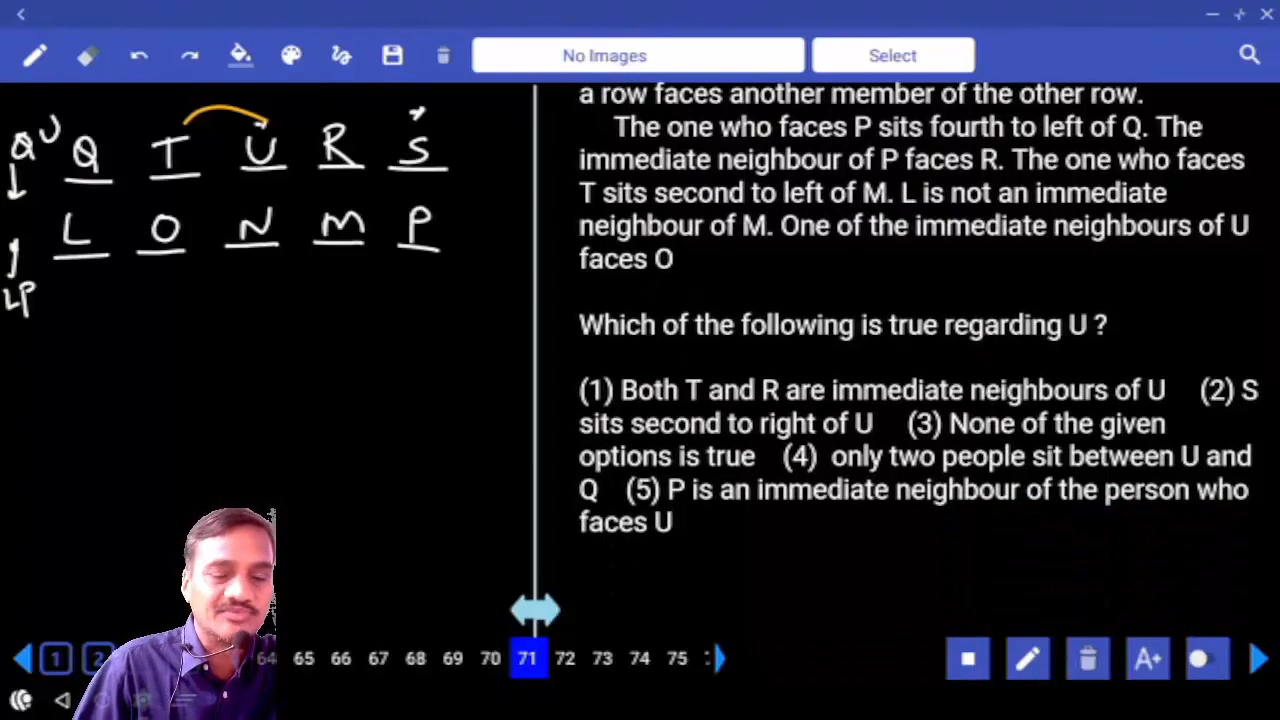 No Images
Select
Q U Q T U R S
L O N M P
LP
a row faces another member of the other row.
The one who faces P sits fourth to left of Q. The
immediate neighbour of P faces R. The one who faces
T sits second to left of M. L is not an immediate
neighbour of M. One of the immediate neighbours of U
faces O
Which of the following is true regarding U ?
(1) Both T and R are immediate neighbours of U (2) S
sits second to right of U (3) None of the given
options is true (4) only two people sit between U and
Q (5) P is an immediate neighbour of the person who
faces U
1 2 64 65 66 67 68 69 70 71 72 73 74 75
A+